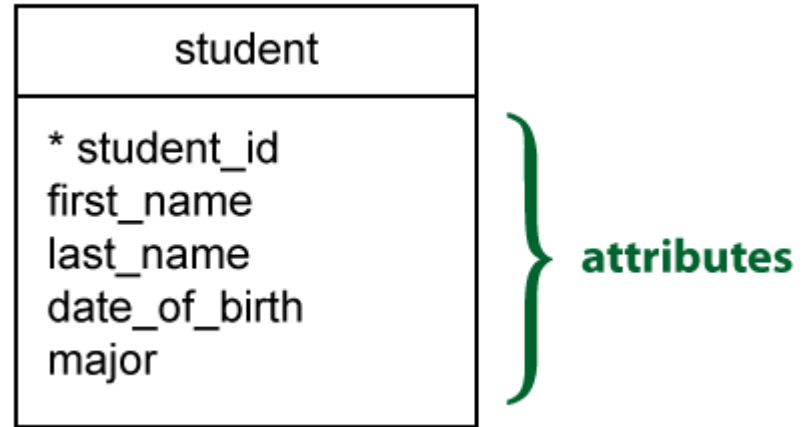 student
* student_id
first_name
last_name
date_of_birth
major
attributes